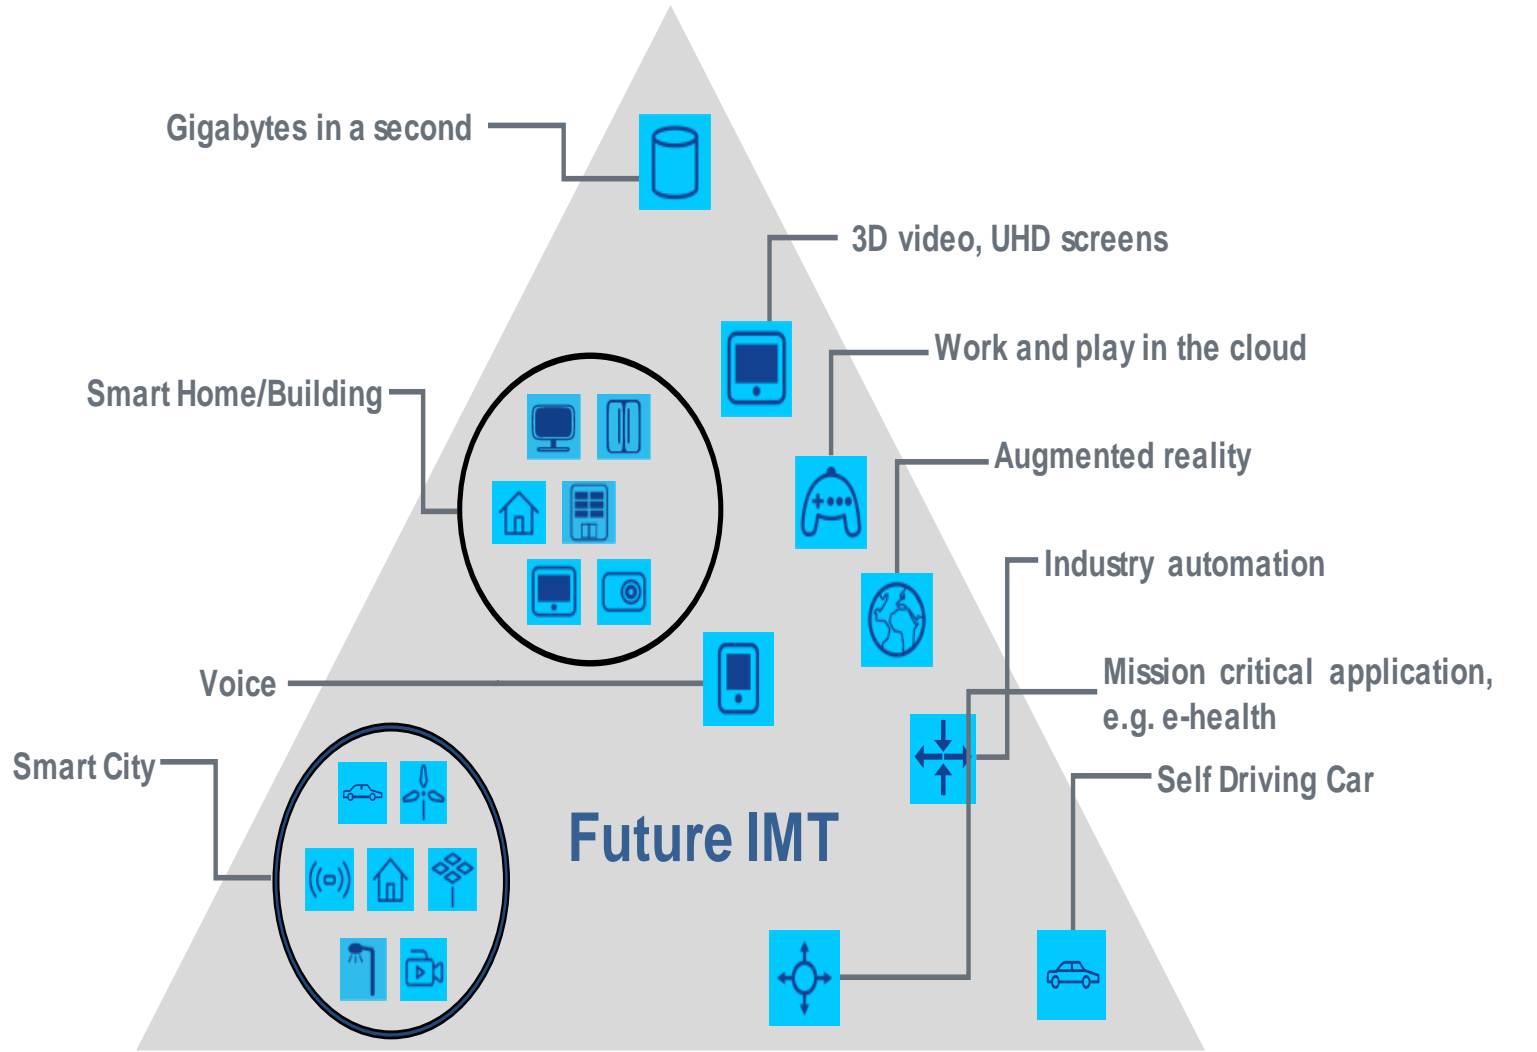 Gigabytes in a second
3D video, UHD screens
Work and play in the cloud
Smart Home/Building
Augmented reality
Industry automation
Mission critical application,
e.g. e-health
Voice
Smart City
Self Driving Car
Future IMT